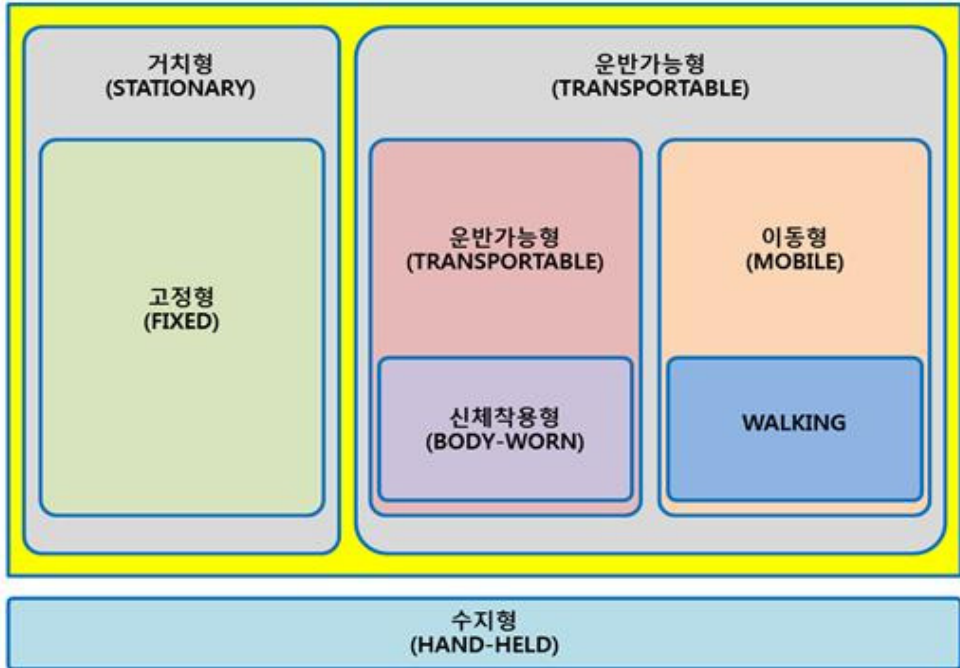 거치형
(STATIONARY)
운반가능형
(TRANSPORTABLE)
고정형
(FIXED)
운반가능형
(TRANSPORTABLE)
신체착용형
(BODY-WORN)
이동형
(MOBILE)
WALKING
수지형
(HAND-HELD)